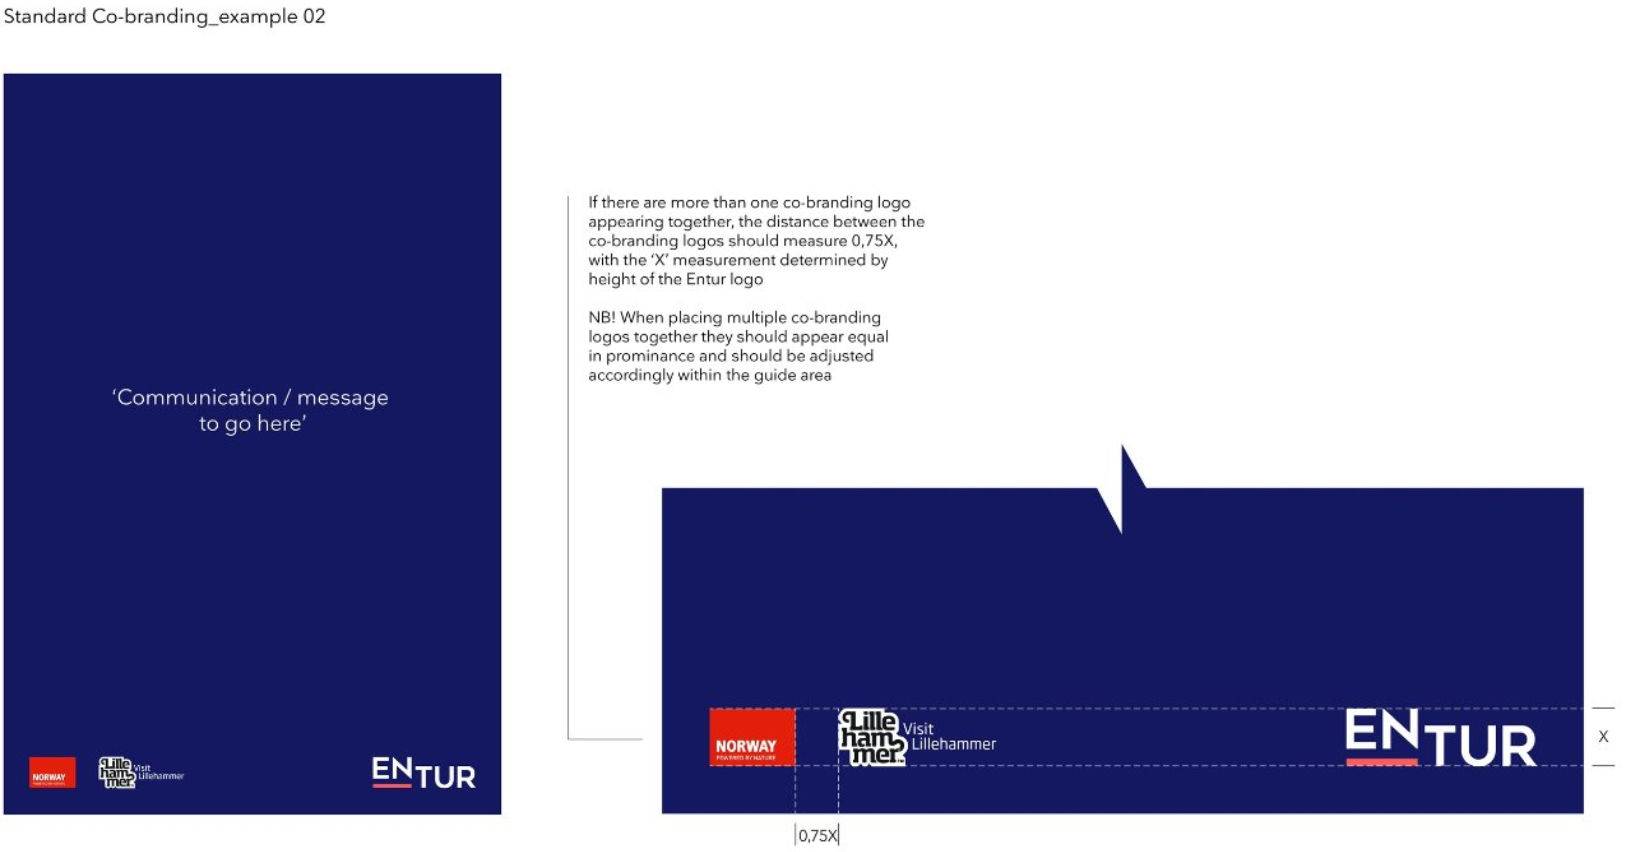 Standard Co-branding_example 02
If there are more than one co-branding logo
appearing together, the distance between the
co-branding logos should measure 0,75X,
with the ‘X’ measurement determined by
height of the Entur logo
NB! When placing multiple co-branding
logos together they should appear equal
in prominance and should be adjusted
accordingly within the guide area
‘Communication / message
to go here’
NORWAY
Lille
ham
mer
Visit
Lillehammer
ENTUR
NORWAY
POWERED BY NATURE
Lille
ham
mer
Visit
Lillehammer
ENTUR
X
0,75X